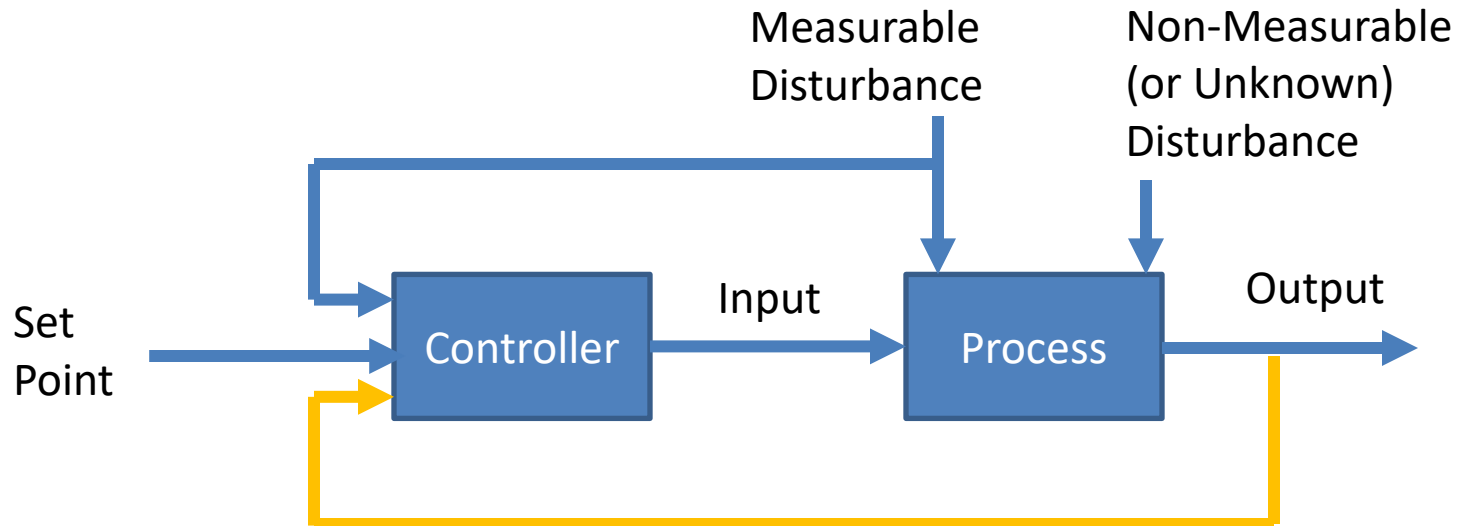 Measurable
Disturbance
Non-Measurable
(or Unknown)
Disturbance
Set
Point
Controller
Input
Process
Output